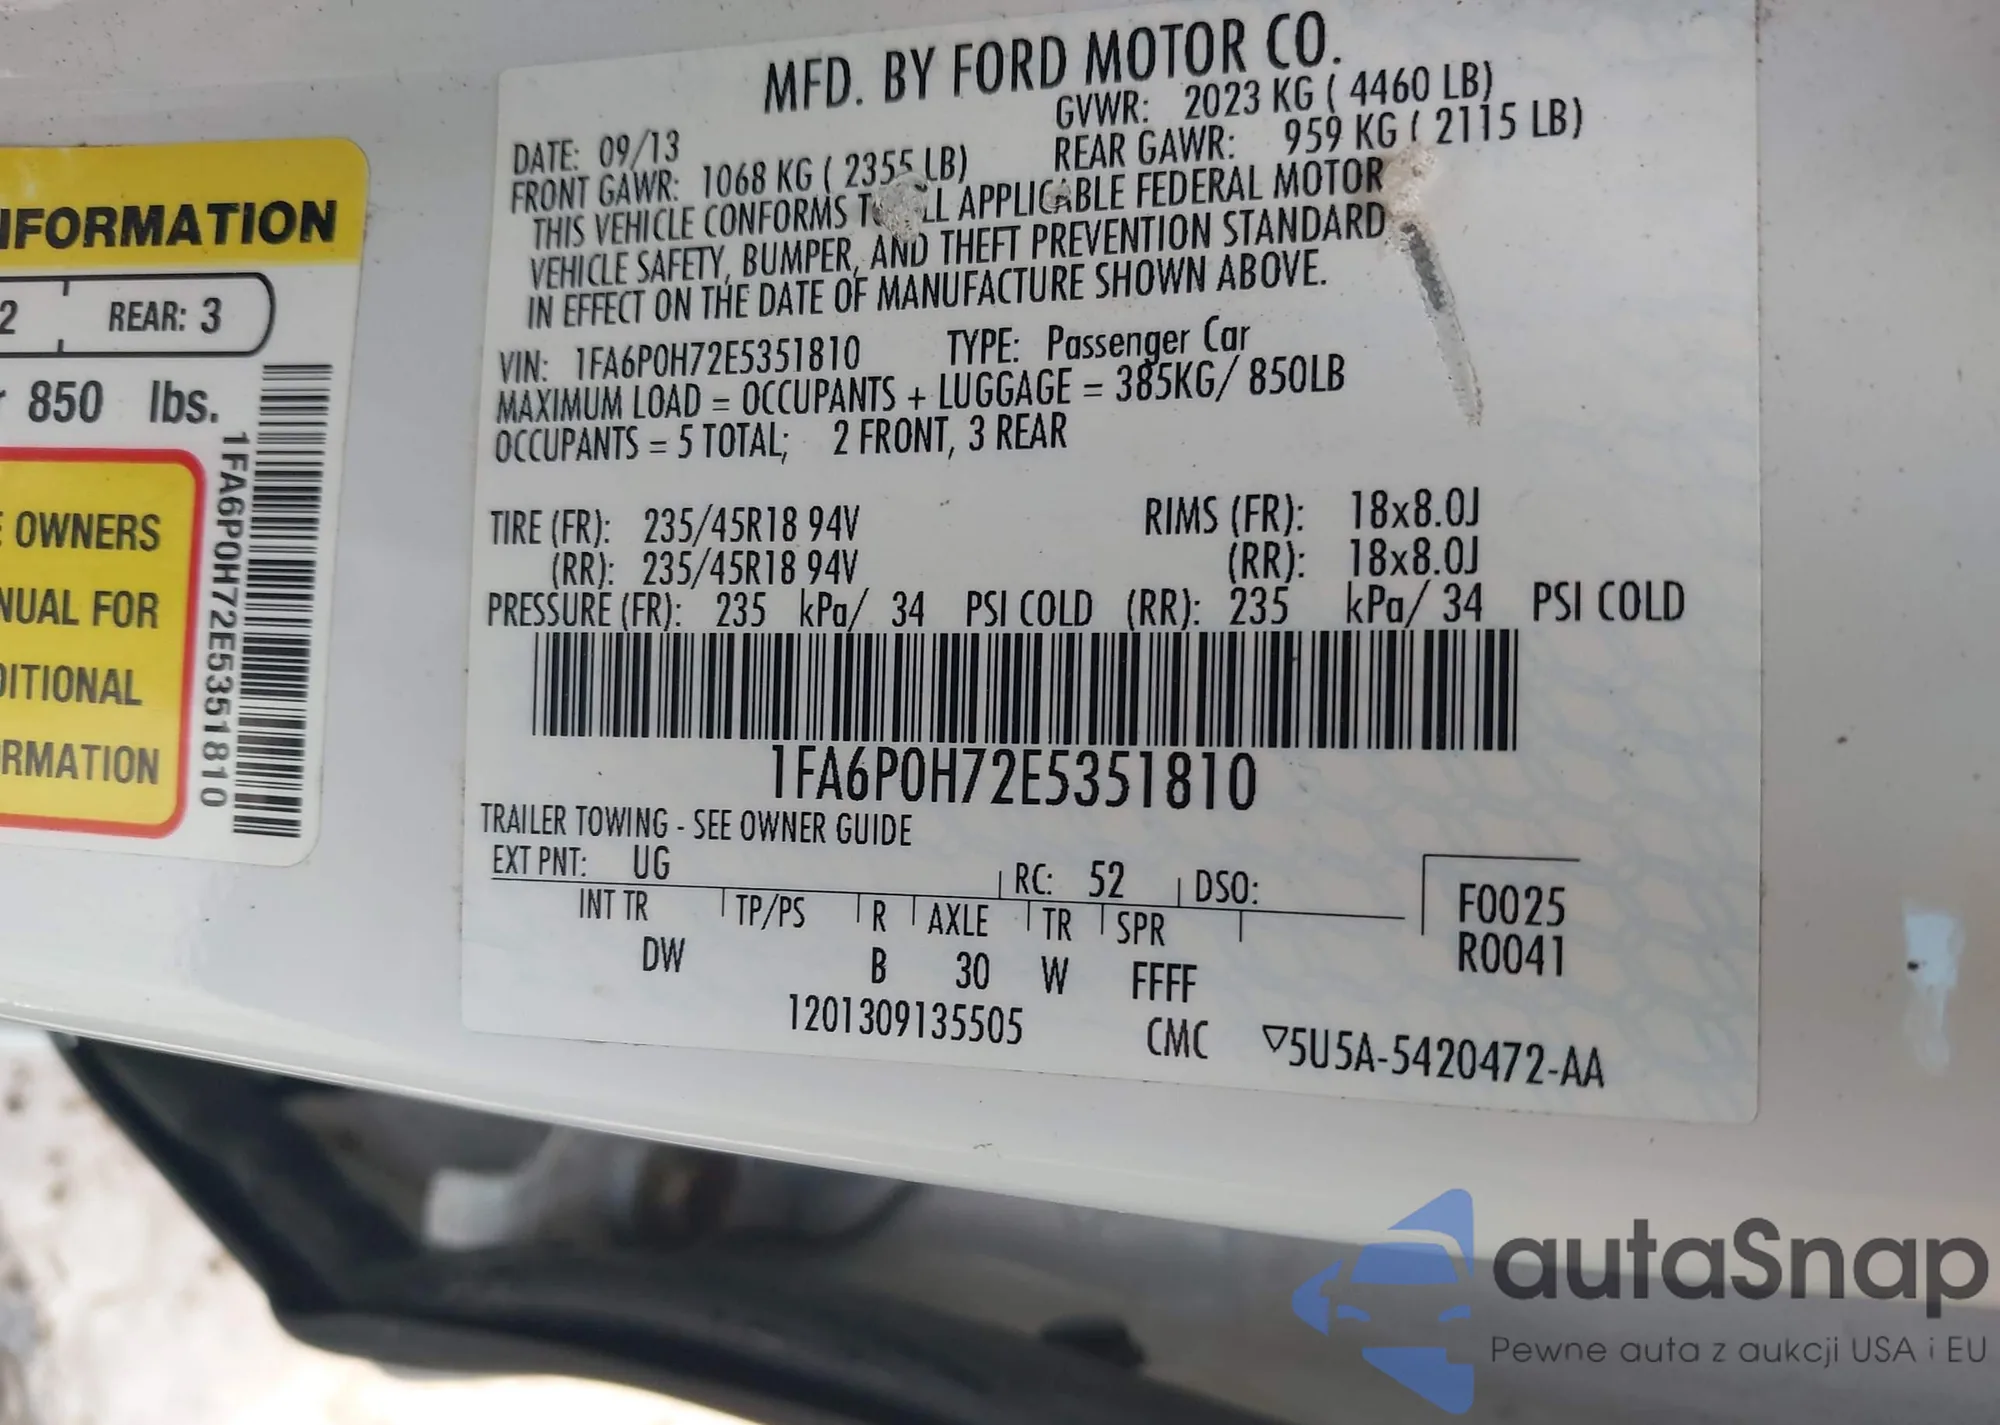 INFORMATION
2 REAR: 3
850 lbs.
OWNERS
NUAL FOR
DITIONAL
RMATION
1FA6P0H72E5351810
MFD. BY FORD MOTOR CO.
DATE: 09/13 GVWR: 2023 KG ( 4460 LB)
FRONT GAWR: 1068 KG ( 2355 LB) REAR GAWR: 959 KG ( 2115 LB)
THIS VEHICLE CONFORMS TO ALL APPLICABLE FEDERAL MOTOR
VEHICLE SAFETY, BUMPER, AND THEFT PREVENTION STANDARD
IN EFFECT ON THE DATE OF MANUFACTURE SHOWN ABOVE.
VIN: 1FA6P0H72E5351810 TYPE: Passenger Car
MAXIMUM LOAD = OCCUPANTS + LUGGAGE = 385KG/ 850LB
OCCUPANTS = 5 TOTAL; 2 FRONT, 3 REAR
TIRE (FR): 235/45R18 94V RIMS (FR): 18x8.0J
(RR): 235/45R18 94V (RR): 18x8.0J
PRESSURE (FR): 235 kPa/ 34 PSI COLD (RR): 235 kPa/ 34 PSI COLD
1FA6P0H72E5351810
TRAILER TOWING - SEE OWNER GUIDE
EXT PNT: UG RC: 52 DSO:
INT TR TP/PS R AXLE TR SPR F0025
DW B 30 W FFFF R0041
1201309135505 CMC ▽5U5A-5420472-AA
autaSnap
Pewne auta z aukcji USA i EU